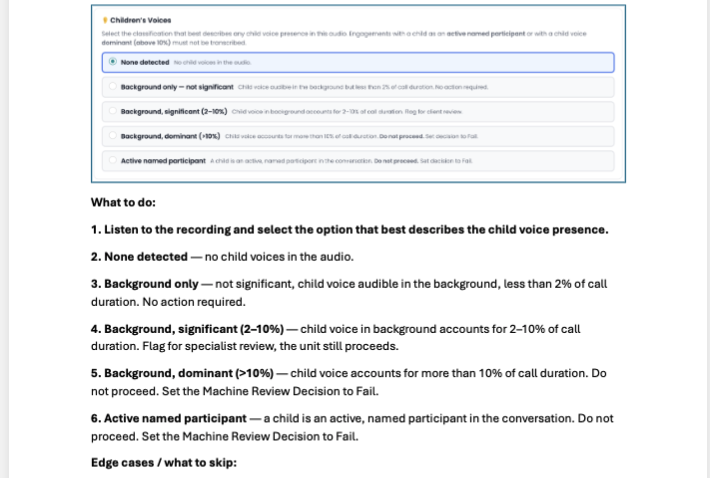 Children's Voices
Select the classification that best describes any child voice presence in this audio. Engagements with a child as an active named participant or with a child voice
dominant (above 10%) must not be transcribed.
None detected No child voices in the audio.
Background only — not significant Child voice audible in the background but less than 2% of call duration. No action required.
Background, significant (2–10%) Child voice in background accounts for 2–10% of call duration. Flag for client review.
Background, dominant (>10%) Child voice accounts for more than 10% of call duration. Do not proceed. Set decision to Fail.
Active named participant A child is an active, named participant in the conversation. Do not proceed. Set decision to Fail.
What to do:
1. Listen to the recording and select the option that best describes the child voice presence.
2. None detected — no child voices in the audio.
3. Background only — not significant, child voice audible in the background, less than 2% of call
duration. No action required.
4. Background, significant (2–10%) — child voice in background accounts for 2–10% of call
duration. Flag for specialist review, the unit still proceeds.
5. Background, dominant (>10%) — child voice accounts for more than 10% of call duration. Do
not proceed. Set the Machine Review Decision to Fail.
6. Active named participant — a child is an active, named participant in the conversation. Do not
proceed. Set the Machine Review Decision to Fail.
Edge cases / what to skip: